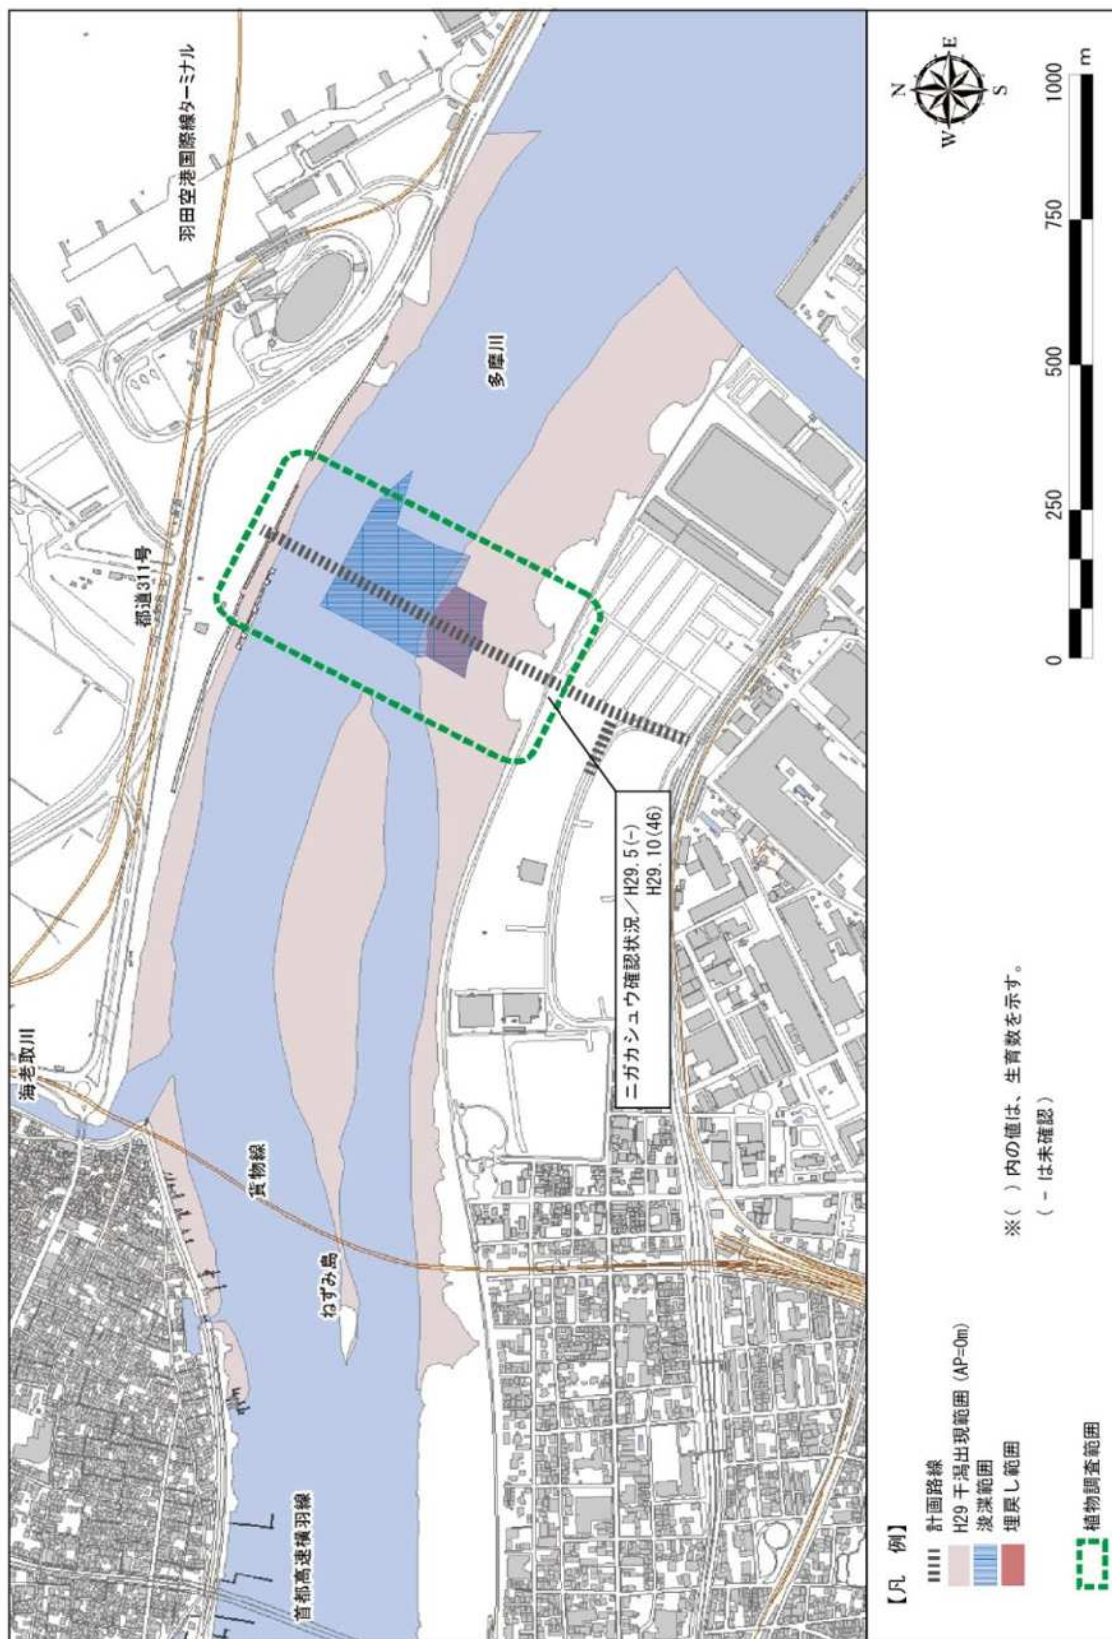 羽田空港国際線ターミナル
都道311号
海老取川
多摩川
貨物線
ねずみ島
首都高速横羽線
ニガカシュウ確認状況／H29.5(-)
H29.10(46)
【凡　例】
計画路線
H29 干潟出現範囲 (AP=0m)
浚渫範囲
埋戻し範囲
植物調査範囲
※( ) 内の値は、生育数を示す。
( - は未確認)
N
W
E
S
0
250
500
750
1000
m